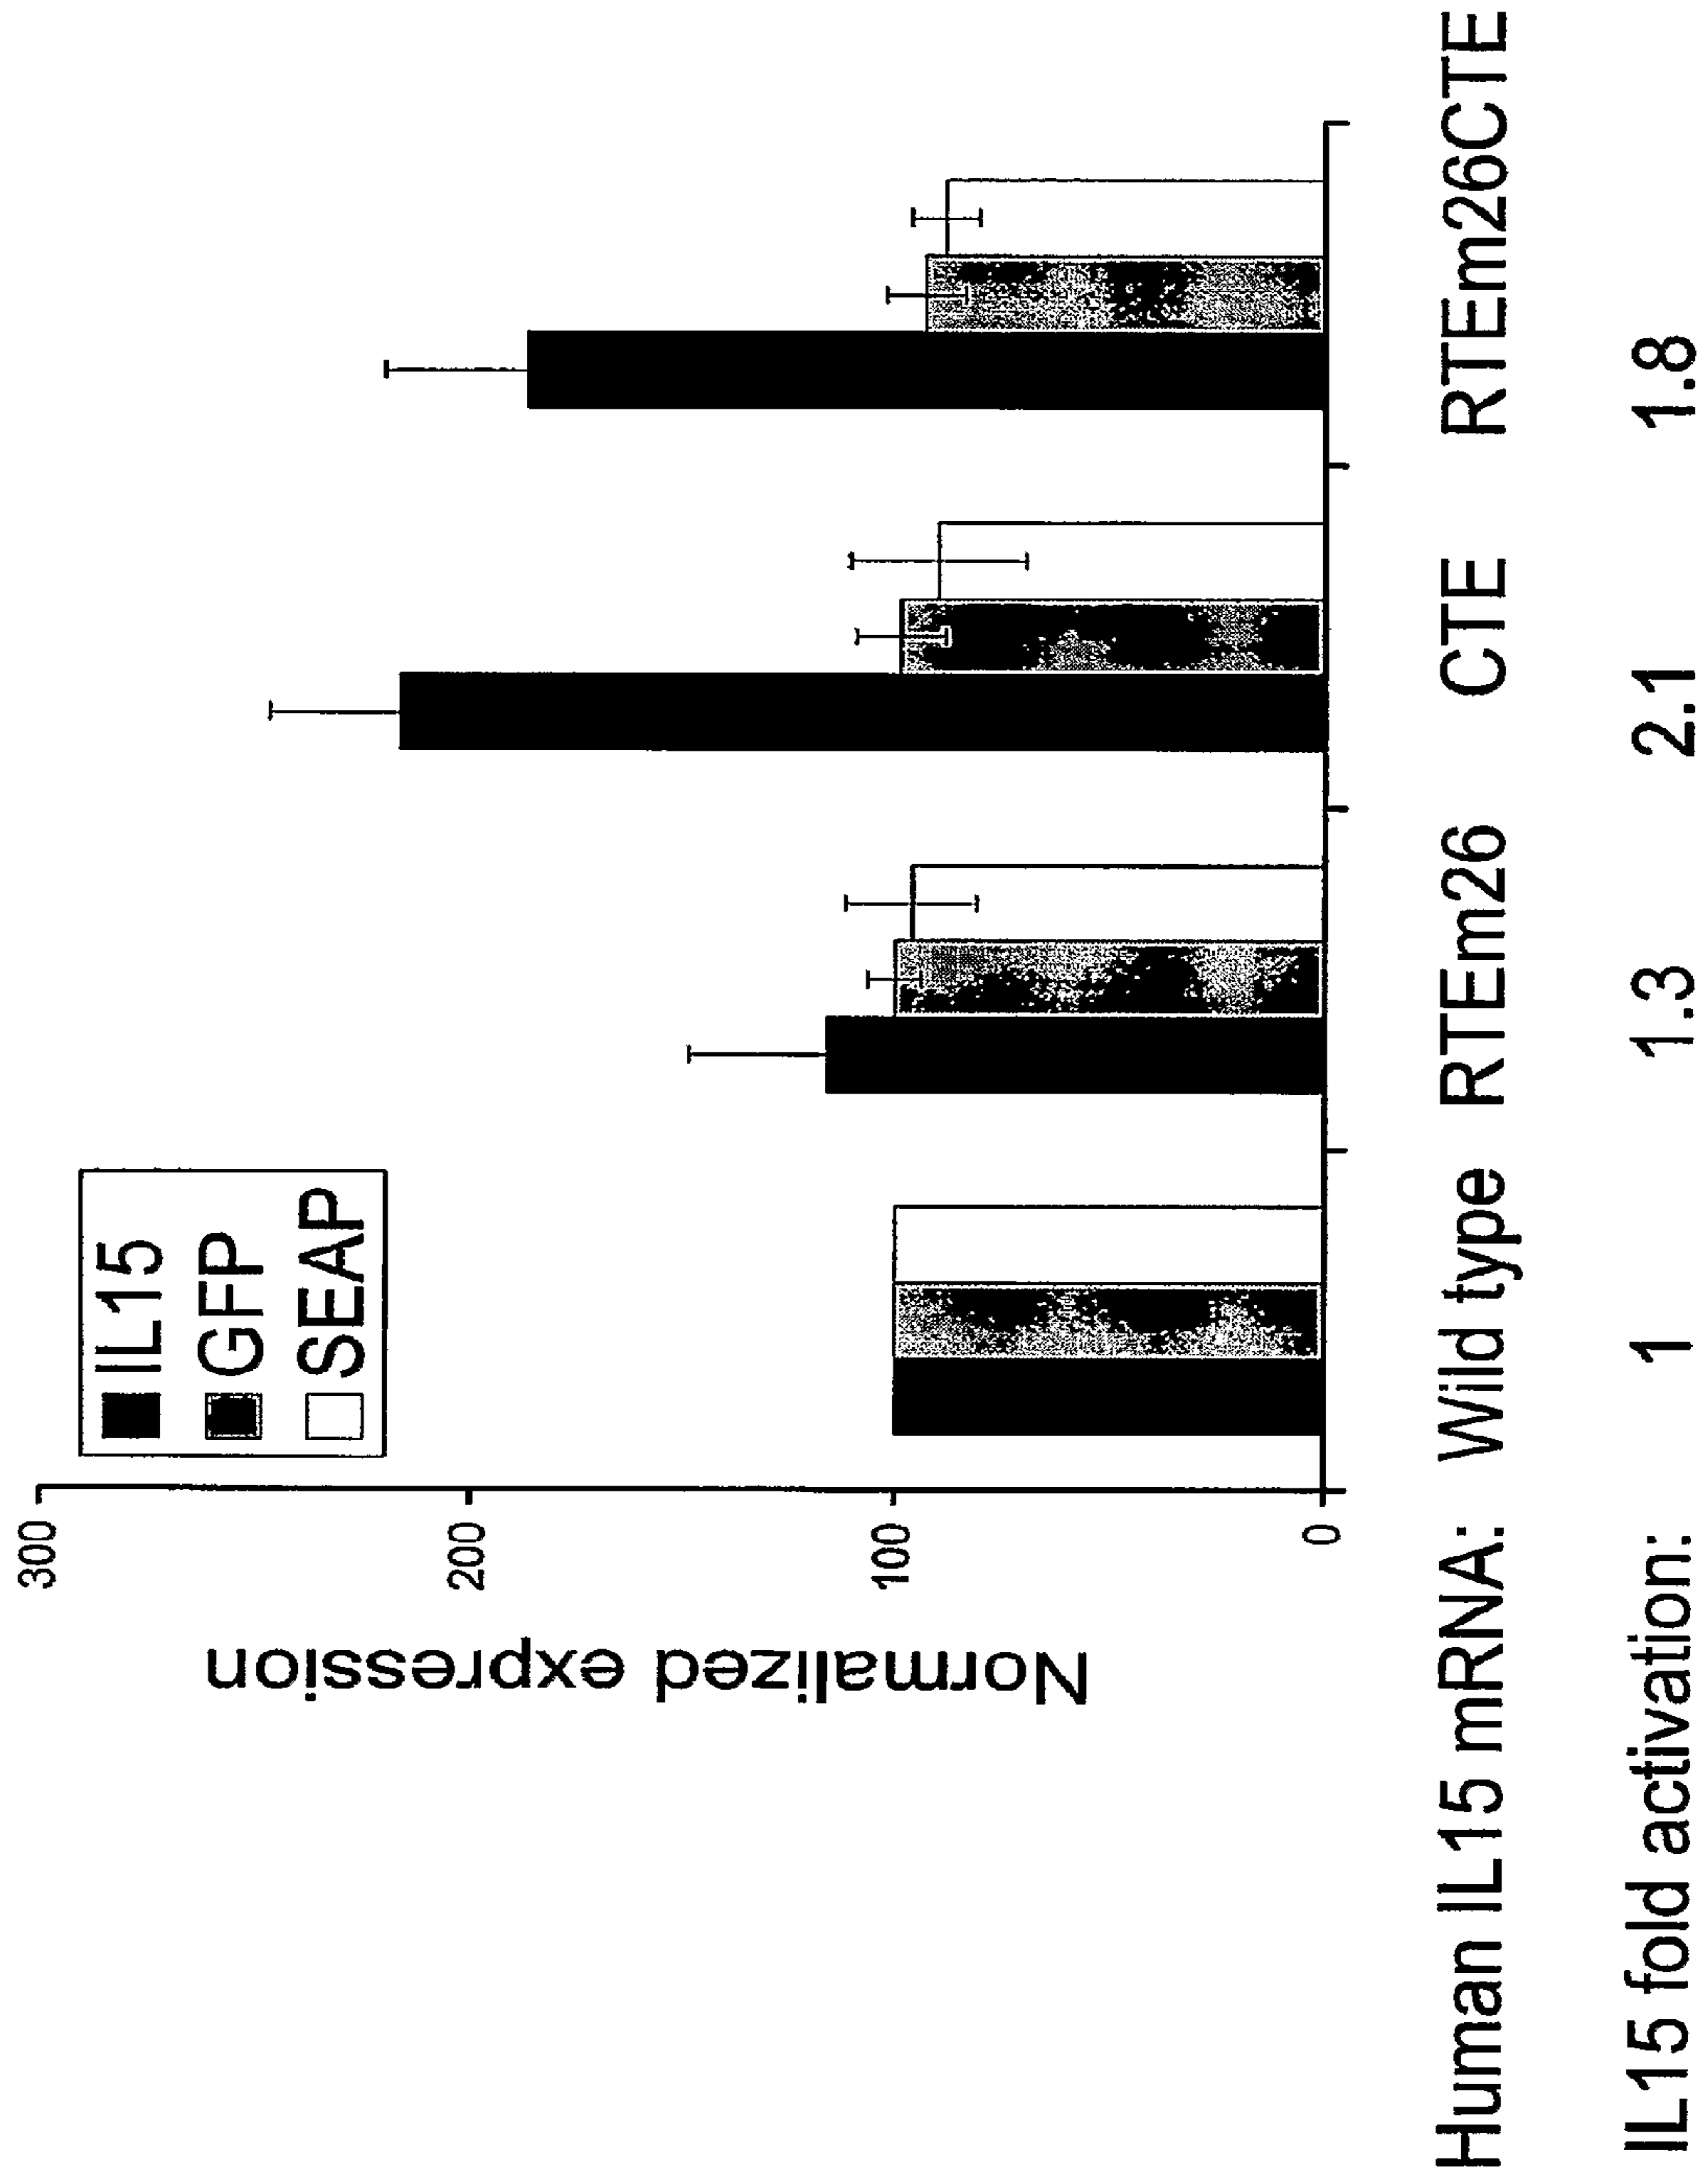 IL15
GFP
SEAP
300
200
100
0
Normalized expression
Human IL15 mRNA: Wild type RTEm26 CTE RTEm26CTE
IL15 fold activation: 1 1.3 2.1 1.8